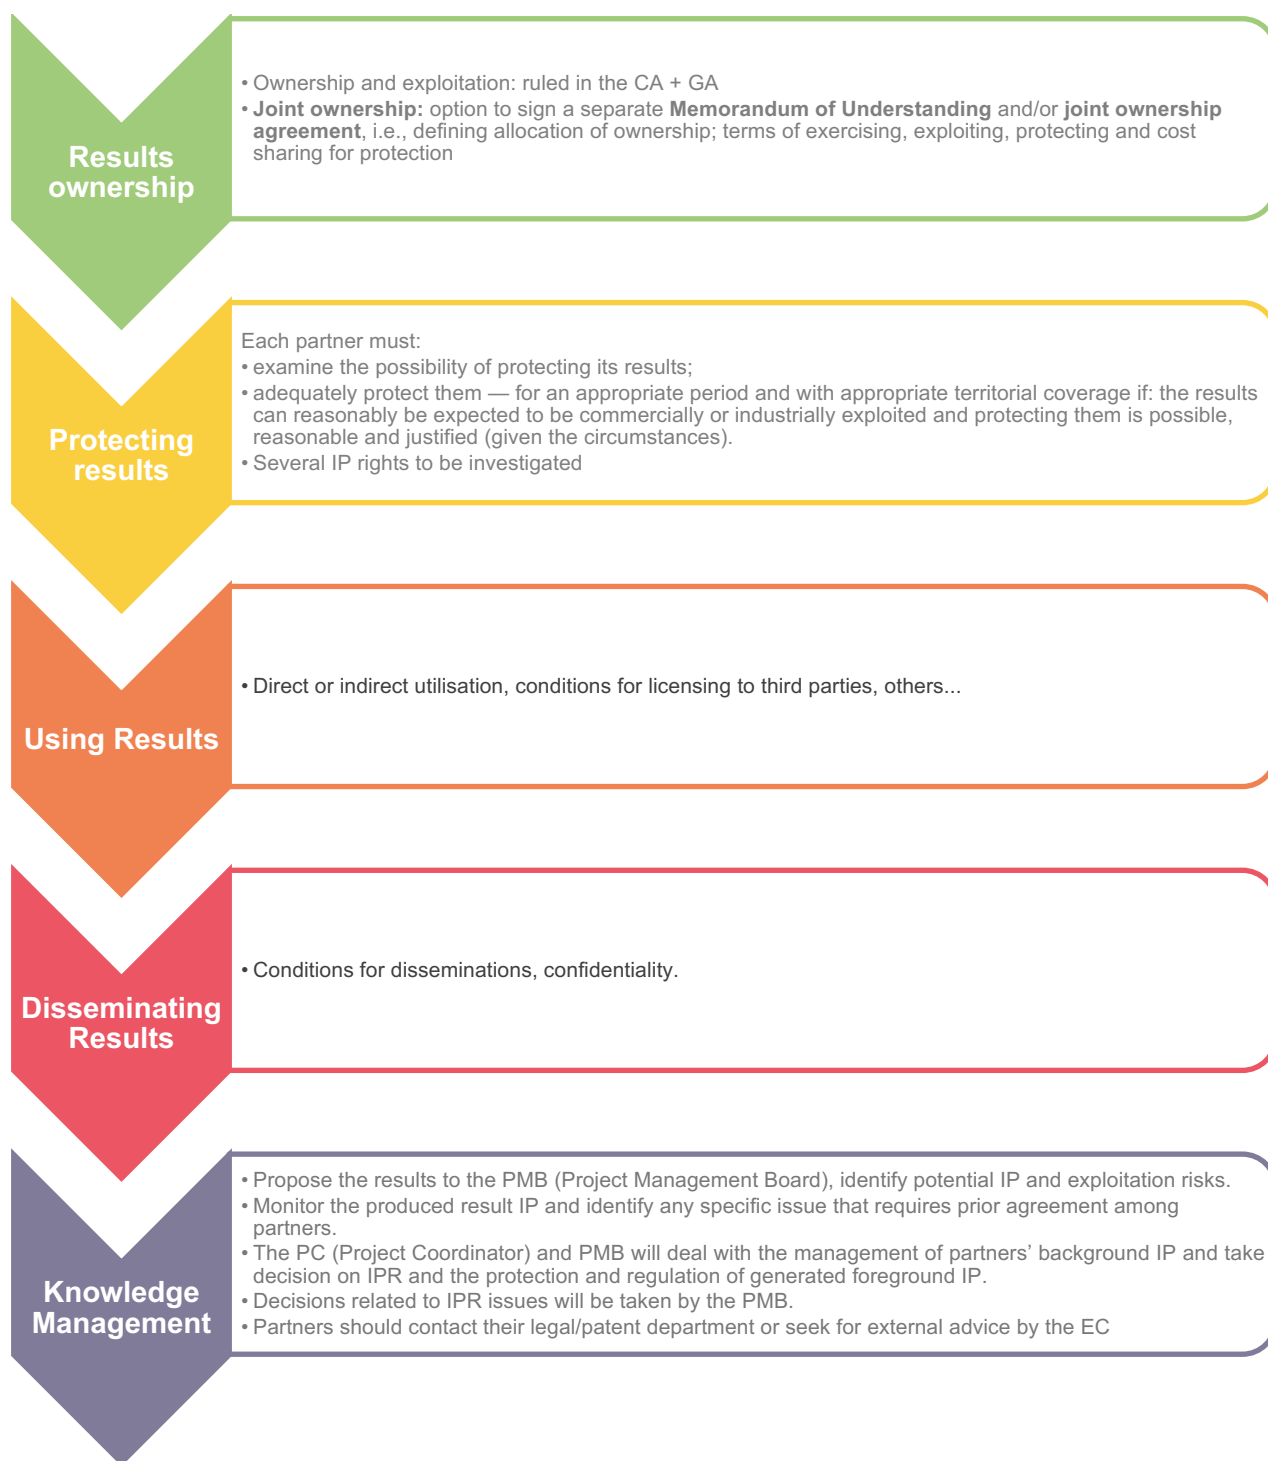 Results
ownership
• Ownership and exploitation: ruled in the CA + GA
• Joint ownership: option to sign a separate Memorandum of Understanding and/or joint ownership
agreement, i.e., defining allocation of ownership; terms of exercising, exploiting, protecting and cost
sharing for protection
Protecting
results
Each partner must:
• examine the possibility of protecting its results;
• adequately protect them — for an appropriate period and with appropriate territorial coverage if: the results
can reasonably be expected to be commercially or industrially exploited and protecting them is possible,
reasonable and justified (given the circumstances).
• Several IP rights to be investigated
Using Results
• Direct or indirect utilisation, conditions for licensing to third parties, others...
Disseminating
Results
• Conditions for disseminations, confidentiality.
Knowledge
Management
• Propose the results to the PMB (Project Management Board), identify potential IP and exploitation risks.
• Monitor the produced result IP and identify any specific issue that requires prior agreement among
partners.
• The PC (Project Coordinator) and PMB will deal with the management of partners’ background IP and take
decision on IPR and the protection and regulation of generated foreground IP.
• Decisions related to IPR issues will be taken by the PMB.
• Partners should contact their legal/patent department or seek for external advice by the EC